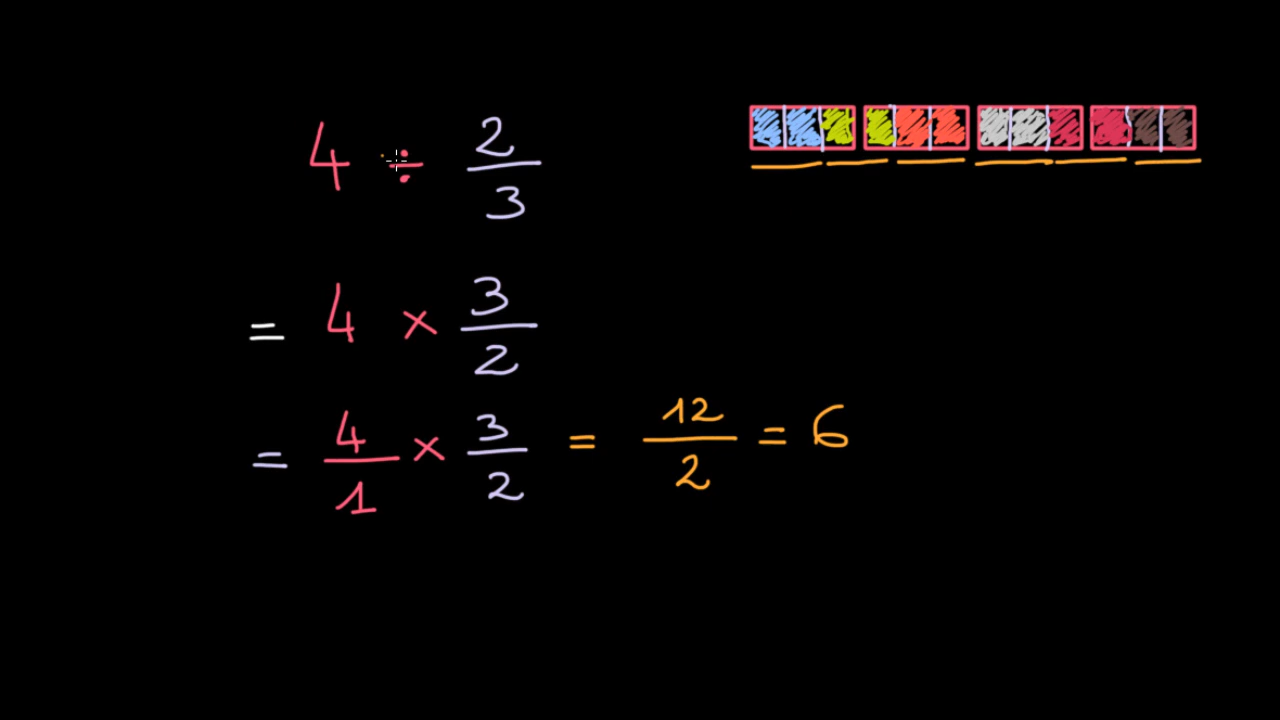 4 ÷ 2/3
= 4 × 3/2
= 4/1 × 3/2 = 12/2 = 6